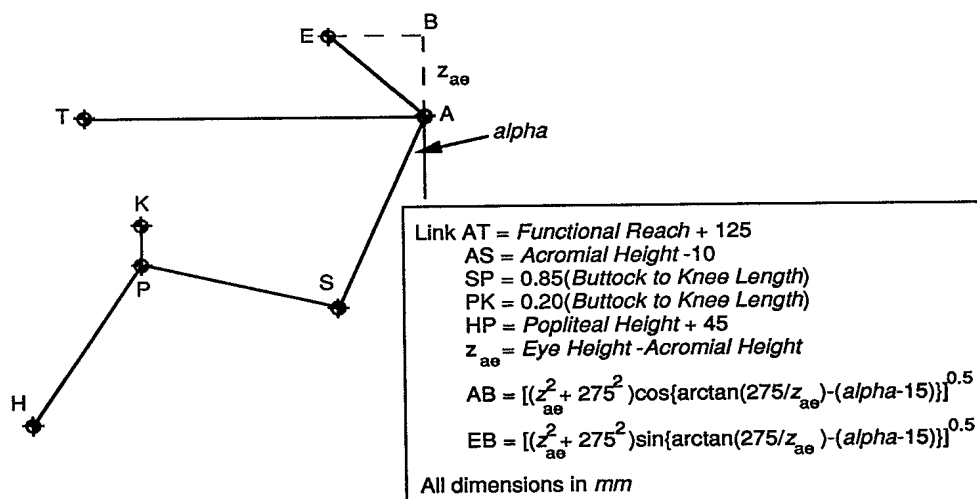 E
B
z_ae
T
A
alpha
K
P
S
H
Link AT = Functional Reach + 125
AS = Acromial Height -10
SP = 0.85(Buttock to Knee Length)
PK = 0.20(Buttock to Knee Length)
HP = Popliteal Height + 45
z_ae = Eye Height -Acromial Height
AB = [(z_ae^2 + 275^2)cos{arctan(275/z_ae)-(alpha-15)}]^0.5
EB = [(z_ae^2 + 275^2)sin{arctan(275/z_ae)-(alpha-15)}]^0.5
All dimensions in mm